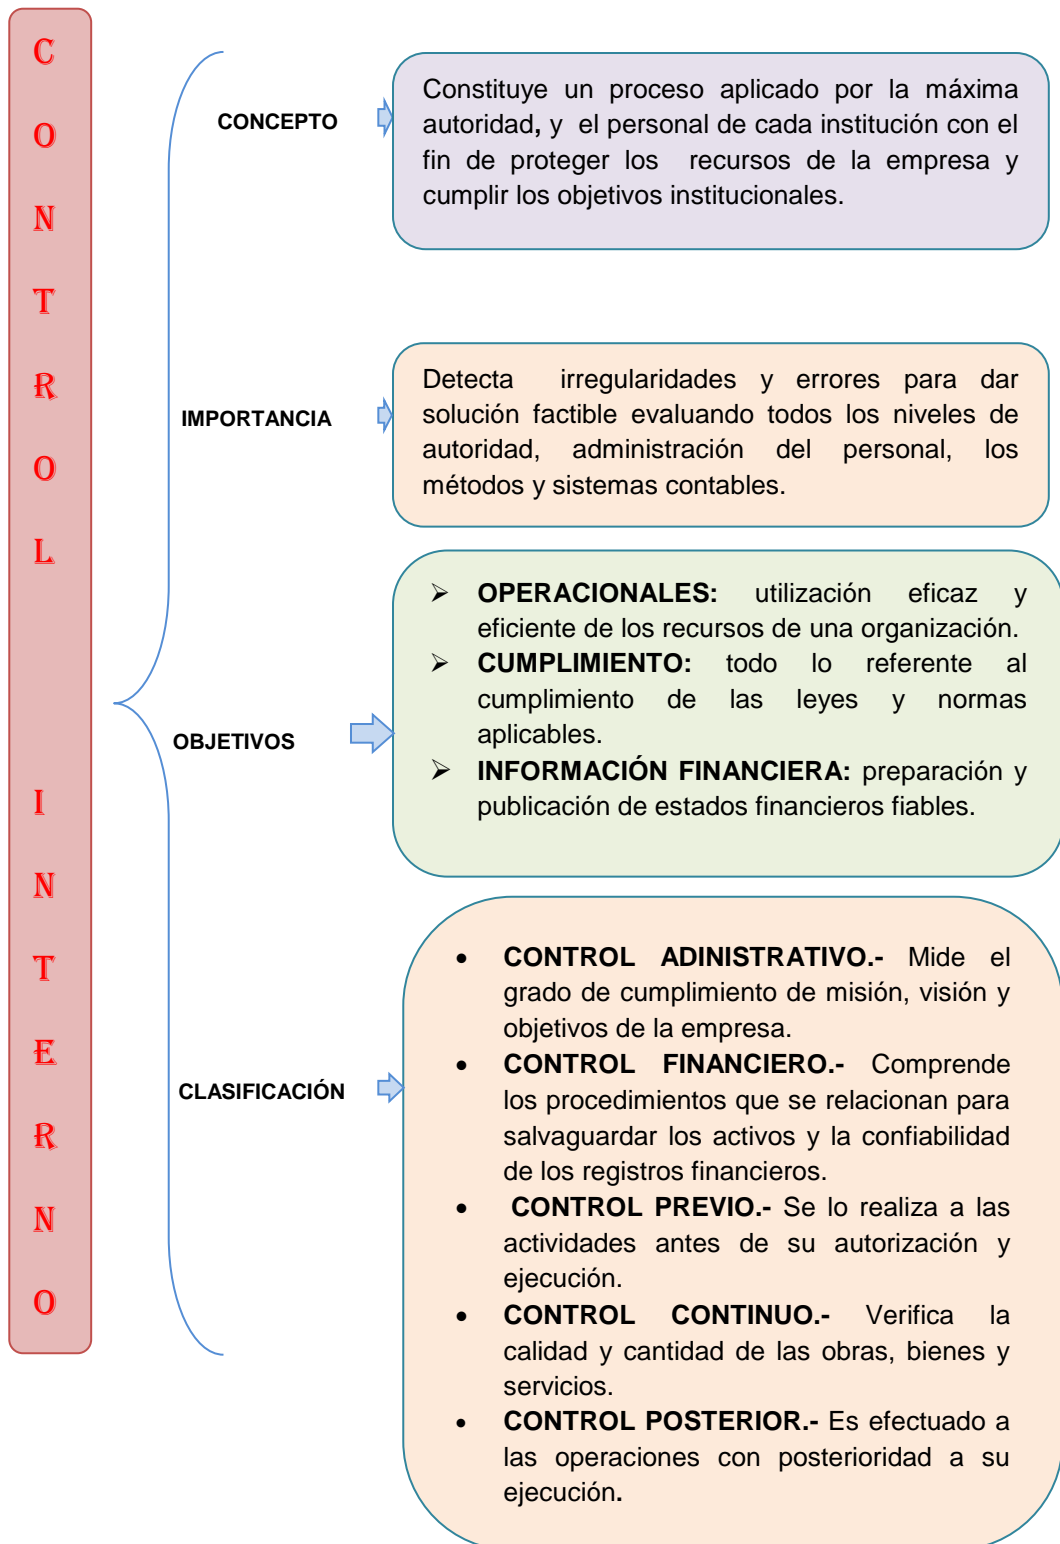 CONTROL INTERNO
CONCEPTO
Constituye un proceso aplicado por la máxima
autoridad, y el personal de cada institución con el
fin de proteger los recursos de la empresa y
cumplir los objetivos institucionales.
IMPORTANCIA
Detecta irregularidades y errores para dar
solución factible evaluando todos los niveles de
autoridad, administración del personal, los
métodos y sistemas contables.
OBJETIVOS
➢ OPERACIONALES: utilización eficaz y
eficiente de los recursos de una organización.
➢ CUMPLIMIENTO: todo lo referente al
cumplimiento de las leyes y normas
aplicables.
➢ INFORMACIÓN FINANCIERA: preparación y
publicación de estados financieros fiables.
CLASIFICACIÓN
• CONTROL ADINISTRATIVO.- Mide el
grado de cumplimiento de misión, visión y
objetivos de la empresa.
• CONTROL FINANCIERO.- Comprende
los procedimientos que se relacionan para
salvaguardar los activos y la confiabilidad
de los registros financieros.
• CONTROL PREVIO.- Se lo realiza a las
actividades antes de su autorización y
ejecución.
• CONTROL CONTINUO.- Verifica la
calidad y cantidad de las obras, bienes y
servicios.
• CONTROL POSTERIOR.- Es efectuado a
las operaciones con posterioridad a su
ejecución.